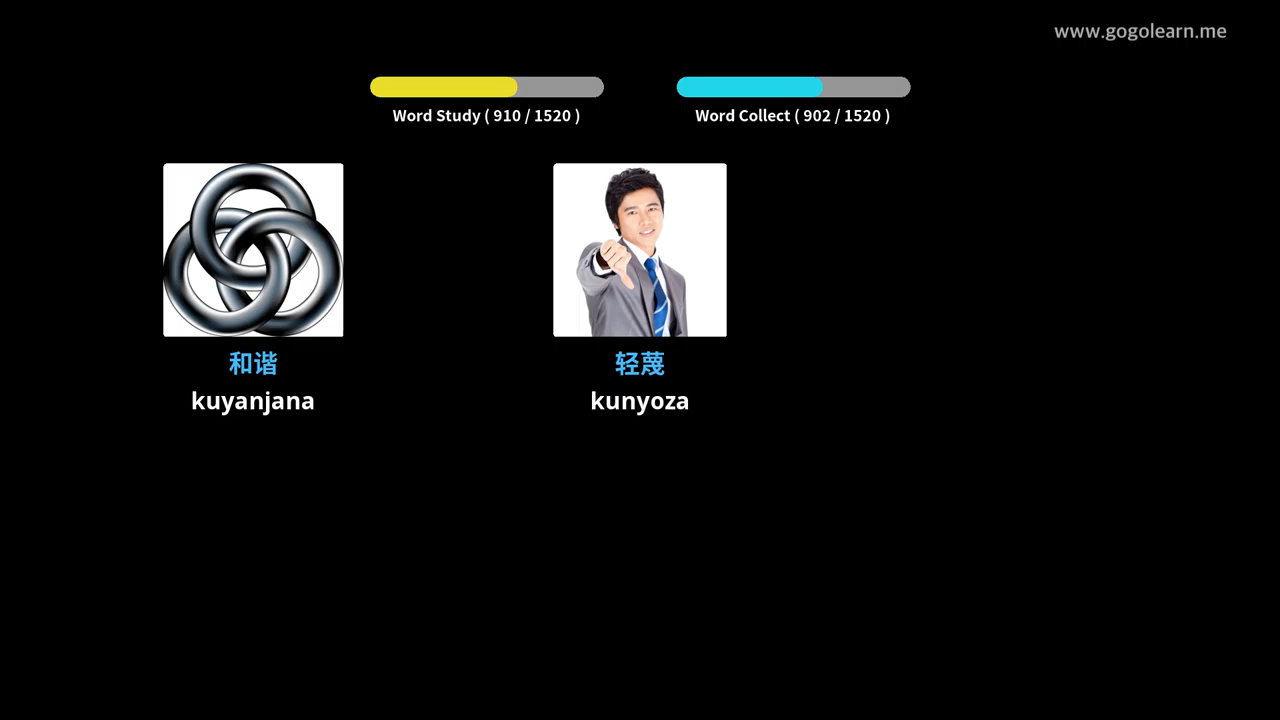 www.gogolearn.me
Word Study ( 910 / 1520 )
Word Collect ( 902 / 1520 )
和谐
kuyanjana
轻蔑
kunyoza